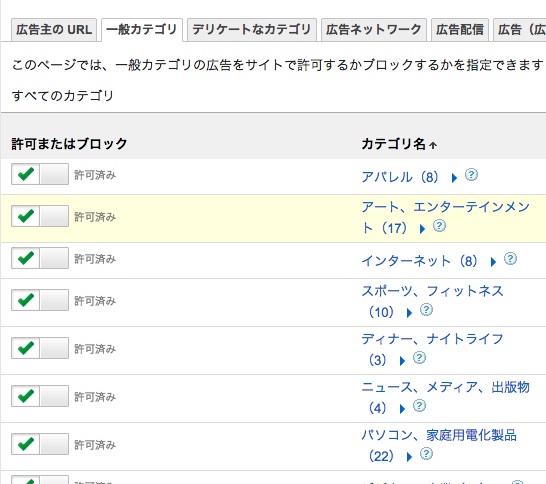 広告主の URL 一般カテゴリ デリケートなカテゴリ 広告ネットワーク 広告配信 広告（広
このページでは、一般カテゴリの広告をサイトで許可するかブロックするかを指定できます
すべてのカテゴリ
許可またはブロック カテゴリ名
許可済み アパレル（8） ?
許可済み アート、エンターテインメン
ト（17） ?
許可済み インターネット（8） ?
許可済み スポーツ、フィットネス
（10） ?
許可済み ディナー、ナイトライフ
（3） ?
許可済み ニュース、メディア、出版物
（4） ?
許可済み パソコン、家庭用電化製品
（22） ?
許可済み